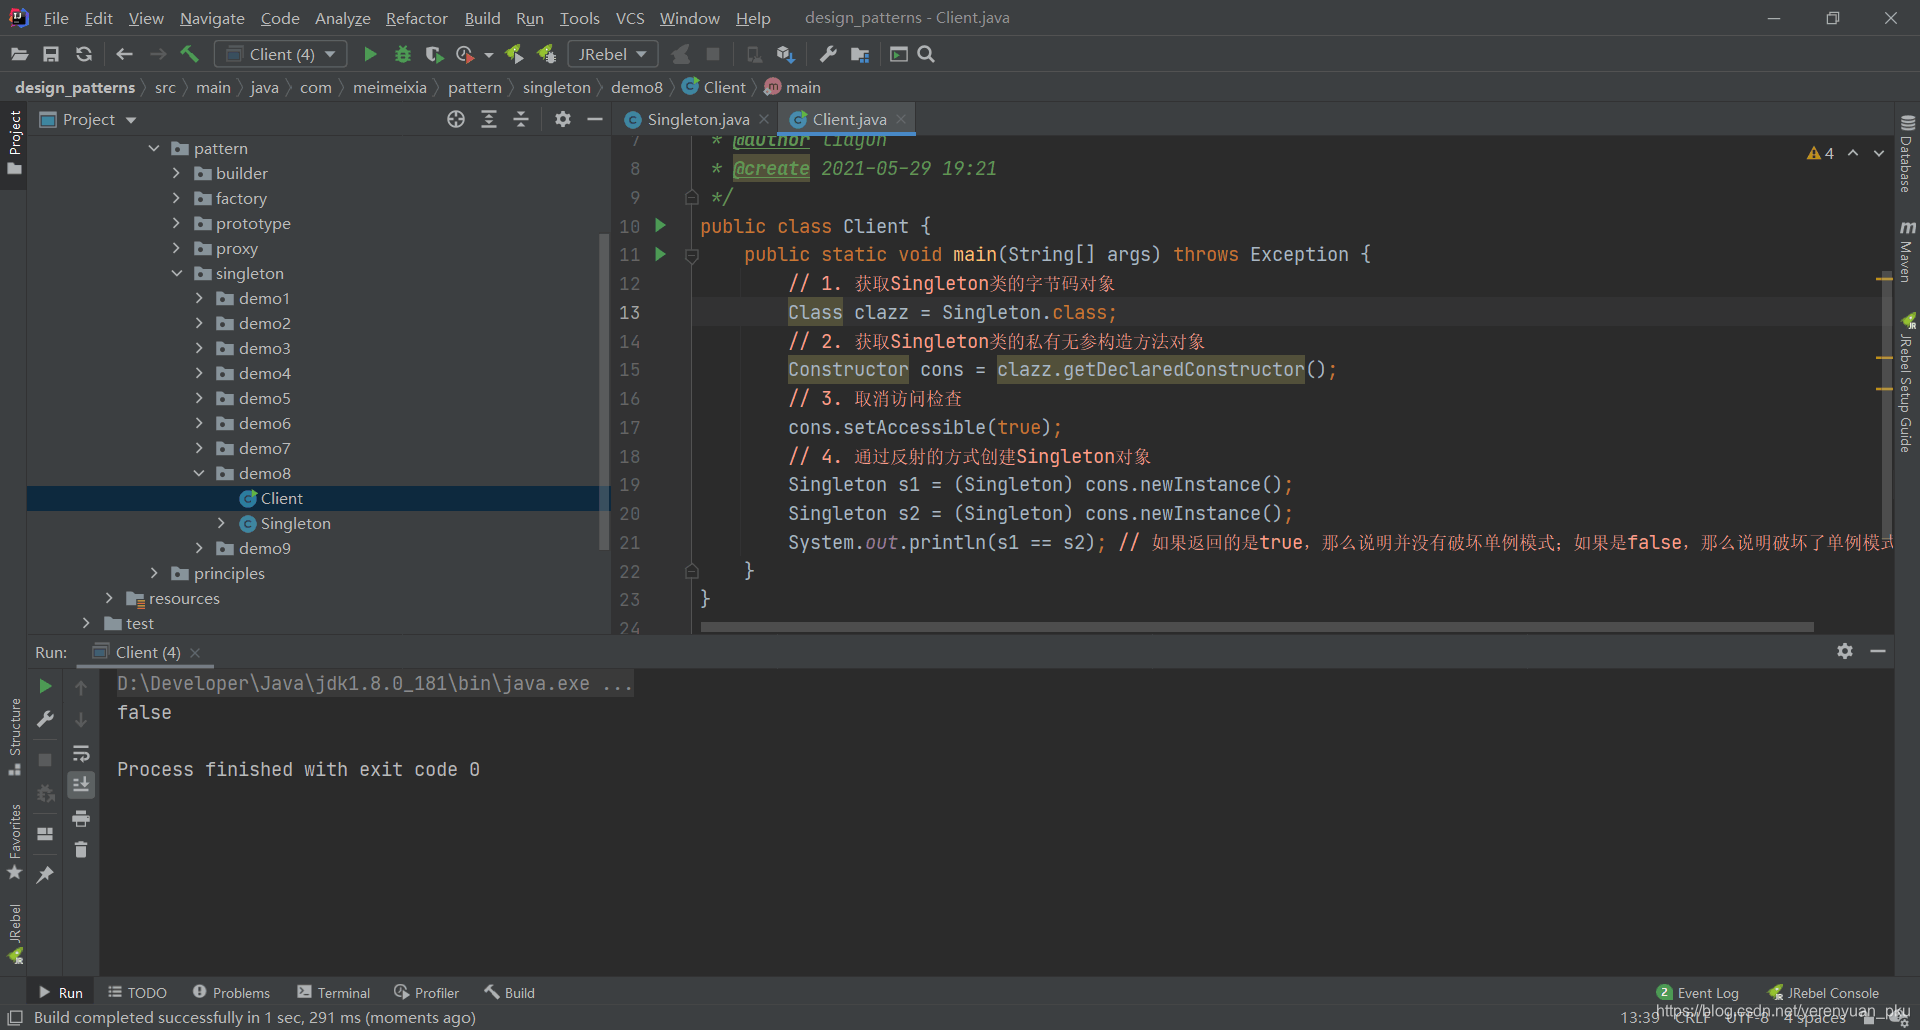 File Edit View Navigate Code Analyze Refactor Build Run Tools VCS Window Help design_patterns - Client.java
Client (4) JRebel
design_patterns src main java com meimeixia pattern singleton demo8 Client main
Project
Project
Singleton.java Client.java
pattern
builder
factory
prototype
proxy
singleton
demo1
demo2
demo3
demo4
demo5
demo6
demo7
demo8
Client
Singleton
demo9
principles
resources
test
4
7 * @author liayun
8 * @create 2021-05-29 19:21
9 */
10 public class Client {
11 public static void main(String[] args) throws Exception {
12 // 1. 获取Singleton类的字节码对象
13 Class clazz = Singleton.class;
14 // 2. 获取Singleton类的私有无参构造方法对象
15 Constructor cons = clazz.getDeclaredConstructor();
16 // 3. 取消访问检查
17 cons.setAccessible(true);
18 // 4. 通过反射的方式创建Singleton对象
19 Singleton s1 = (Singleton) cons.newInstance();
20 Singleton s2 = (Singleton) cons.newInstance();
21 System.out.println(s1 == s2); // 如果返回的是true, 那么说明并没有破坏单例模式; 如果是false, 那么说明破坏了单例模式
22 }
23 }
24
Database
Maven
JRebel Setup Guide
Run: Client (4)
D:\Developer\Java\jdk1.8.0_181\bin\java.exe ...
false
Process finished with exit code 0
Structure
Favorites
JRebel
Run TODO Problems Terminal Profiler Build 2 Event Log JRebel Console
Build completed successfully in 1 sec, 291 ms (moments ago) 13:39 CRLF UTF-8 4 spaces
https://blog.csdn.net/yerenyuan_pku